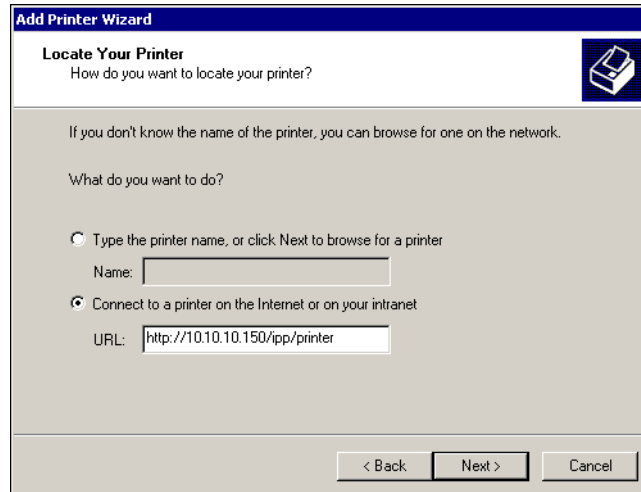 Add Printer Wizard
Locate Your Printer
How do you want to locate your printer?
If you don't know the name of the printer, you can browse for one on the network.
What do you want to do?
Type the printer name, or click Next to browse for a printer
Name:
Connect to a printer on the Internet or on your intranet
URL: http://10.10.10.150/ipp/printer
< Back Next > Cancel